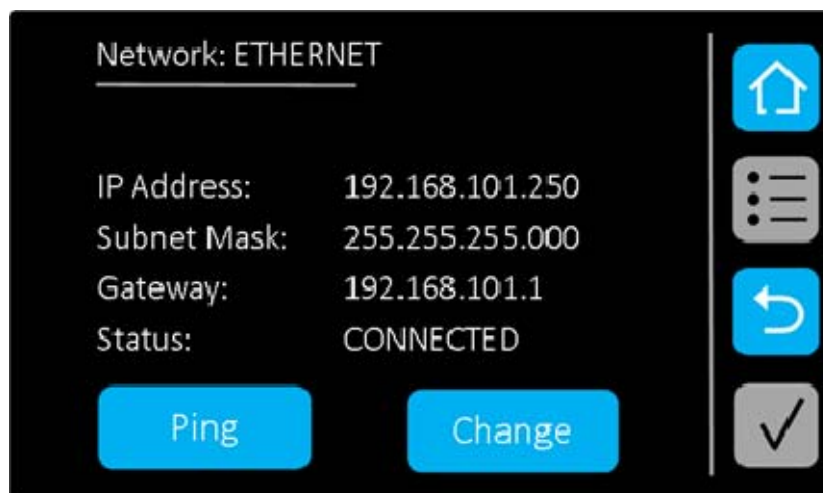 Network: ETHERNET
IP Address: 192.168.101.250
Subnet Mask: 255.255.255.000
Gateway: 192.168.101.1
Status: CONNECTED
Ping Change